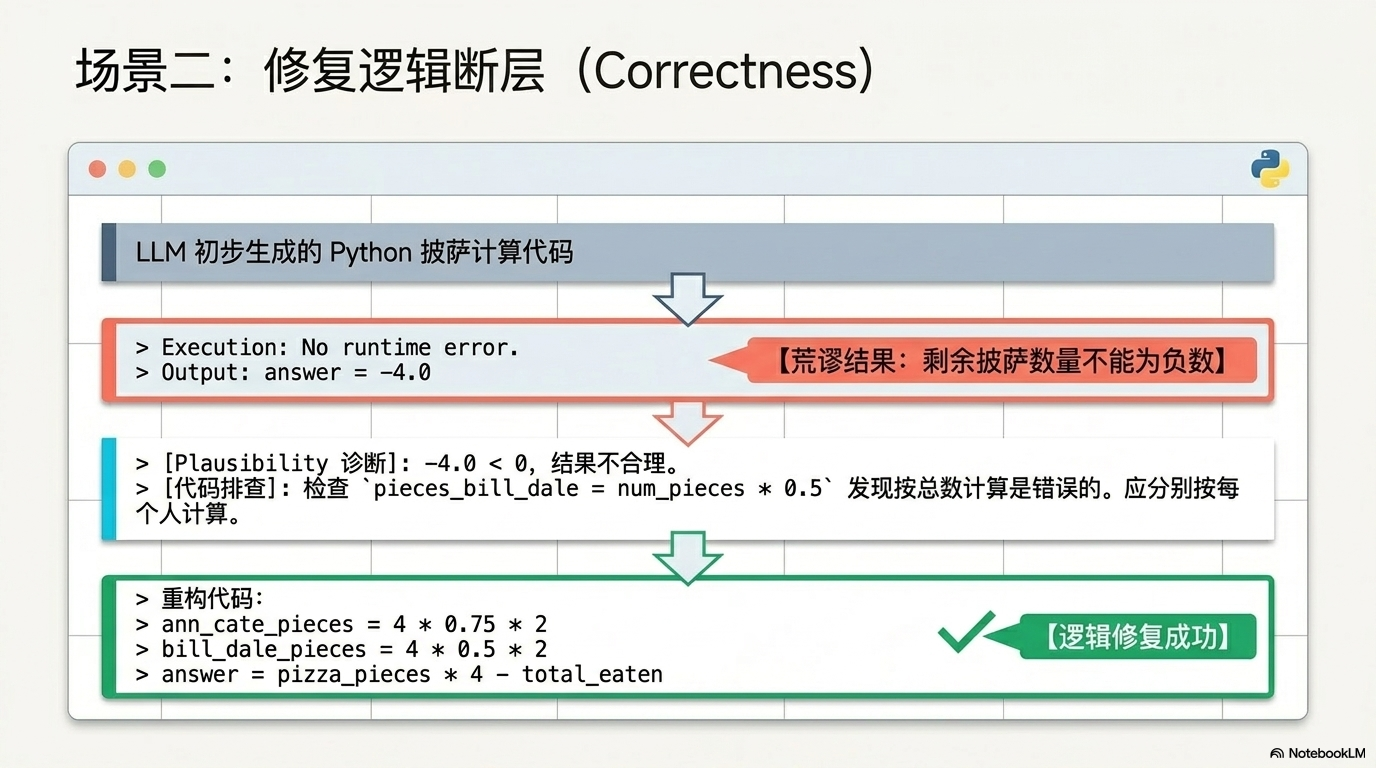 场景二：修复逻辑断层（Correctness）
LLM 初步生成的 Python 披萨计算代码
> Execution: No runtime error.
> Output: answer = -4.0
【荒谬结果：剩余披萨数量不能为负数】
> [Plausibility 诊断]: -4.0 < 0，结果不合理。
> [代码排查]: 检查 `pieces_bill_dale = num_pieces * 0.5` 发现按总数计算是错误的。应分别按每
个人计算。
> 重构代码:
> ann_cate_pieces = 4 * 0.75 * 2
> bill_dale_pieces = 4 * 0.5 * 2
> answer = pizza_pieces * 4 - total_eaten
【逻辑修复成功】
NotebookLM